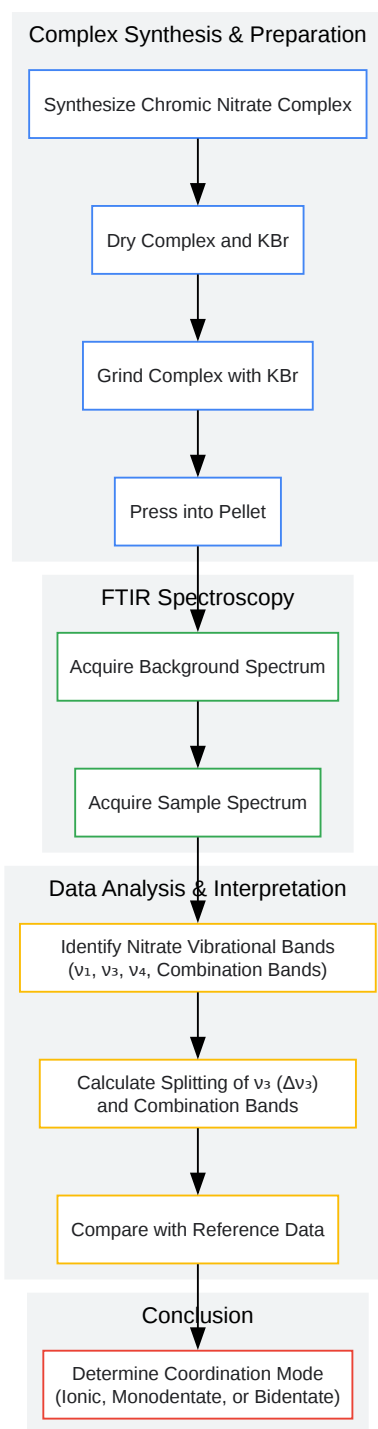 Complex Synthesis & Preparation
Synthesize Chromic Nitrate Complex
Dry Complex and KBr
Grind Complex with KBr
Press into Pellet
FTIR Spectroscopy
Acquire Background Spectrum
Acquire Sample Spectrum
Data Analysis & Interpretation
Identify Nitrate Vibrational Bands
(ν₁, ν₃, ν₄, Combination Bands)
Calculate Splitting of ν₃ (Δν₃)
and Combination Bands
Compare with Reference Data
Conclusion
Determine Coordination Mode
(Ionic, Monodentate, or Bidentate)